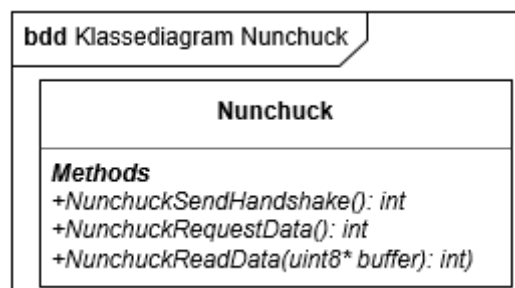 bdd Klassediagram Nunchuck
Nunchuck
Methods
+NunchuckSendHandshake(): int
+NunchuckRequestData(): int
+NunchuckReadData(uint8* buffer): int)